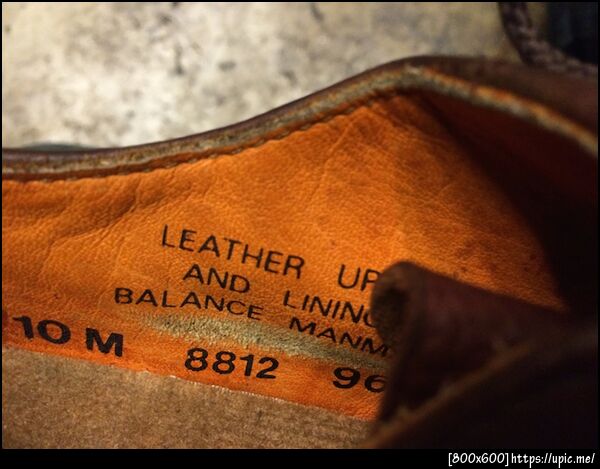 LEATHER UP
AND LINING
BALANCE MANM
10 M 8812 96
[800x600]https://upic.me/